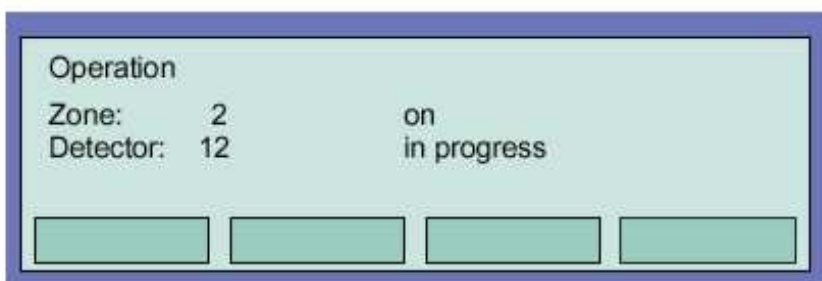 Operation
Zone: 2 on
Detector: 12 in progress